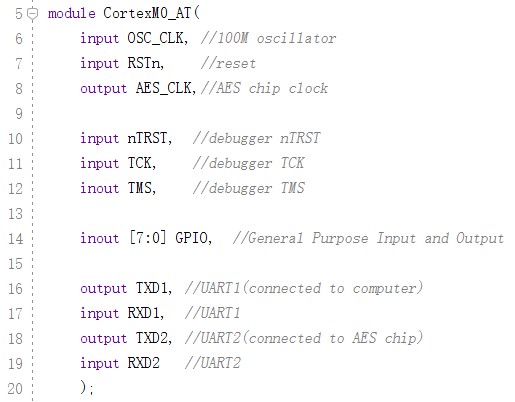 5 module CortexM0_AT(
6 input OSC_CLK, //100M oscillator
7 input RSTn, //reset
8 output AES_CLK,//AES chip clock
9
10 input nTRST, //debugger nTRST
11 input TCK, //debugger TCK
12 inout TMS, //debugger TMS
13
14 inout [7:0] GPIO, //General Purpose Input and Output
15
16 output TXD1, //UART1(connected to computer)
17 input RXD1, //UART1
18 output TXD2, //UART2(connected to AES chip)
19 input RXD2 //UART2
20 );